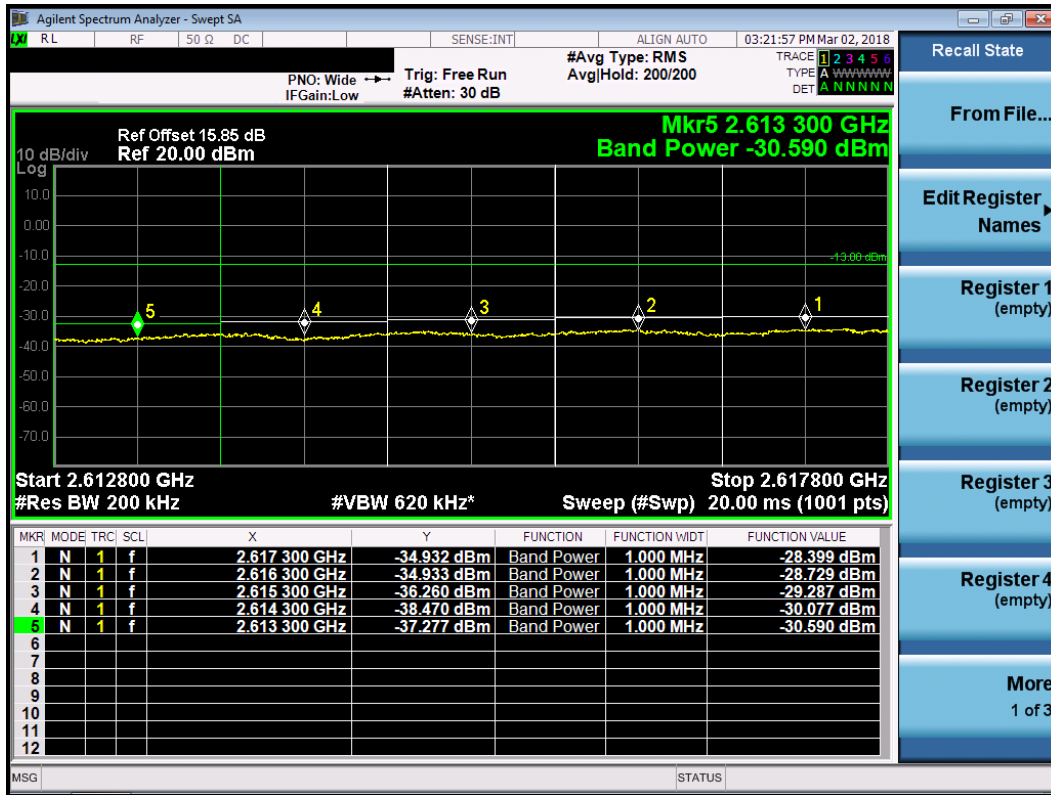 Agilent Spectrum Analyzer - Swept SA
LXI RL RF 50 Ω DC SENSE:INT ALIGN AUTO 03:21:57 PM Mar 02, 2018
#Avg Type: RMS TRACE 1 2 3 4 5 6
PNO: Wide Trig: Free Run Avg|Hold: 200/200 TYPE A WWWWW
IFGain:Low #Atten: 30 dB DET A N N N N N
Mkr5 2.613 300 GHz
Ref Offset 15.85 dB
10 dB/div Ref 20.00 dBm Band Power -30.590 dBm
Log
10.0
0.00
-10.0
-13.00 dBm
-20.0
-30.0
5 4 3 2 1
-40.0
-50.0
-60.0
-70.0
Start 2.612800 GHz Stop 2.617800 GHz
#Res BW 200 kHz #VBW 620 kHz* Sweep (#Swp) 20.00 ms (1001 pts)
MKR MODE TRC SCL X Y FUNCTION FUNCTION WIDT FUNCTION VALUE
1 N 1 f 2.617 300 GHz -34.932 dBm Band Power 1.000 MHz -28.399 dBm
2 N 1 f 2.616 300 GHz -34.933 dBm Band Power 1.000 MHz -28.729 dBm
3 N 1 f 2.615 300 GHz -36.260 dBm Band Power 1.000 MHz -29.287 dBm
4 N 1 f 2.614 300 GHz -38.470 dBm Band Power 1.000 MHz -30.077 dBm
5 N 1 f 2.613 300 GHz -37.277 dBm Band Power 1.000 MHz -30.590 dBm
6
7
8
9
10
11
12
MSG STATUS
Recall State
From File...
Edit Register
Names
Register 1
(empty)
Register 2
(empty)
Register 3
(empty)
Register 4
(empty)
More
1 of 3